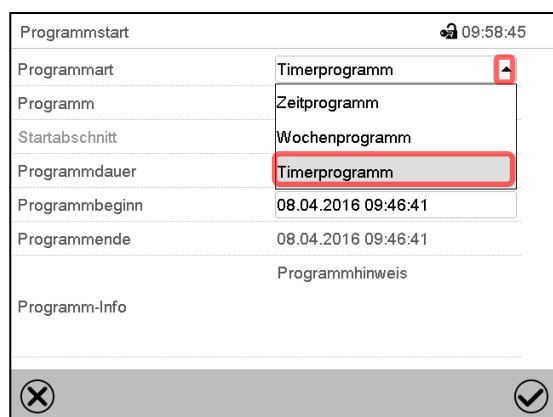 Programmstart 09:58:45
Programmart Timerprogramm
Programm Zeitprogramm
Startabschnitt Wochenprogramm
Programmdauer Timerprogramm
Programmbeginn 08.04.2016 09:46:41
Programmende 08.04.2016 09:46:41
Programmhinweis
Programm-Info